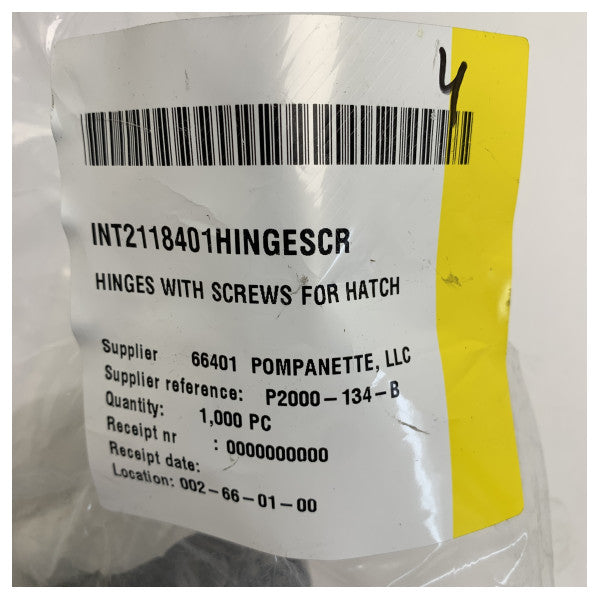 4
INT2118401HINGESCR
HINGES WITH SCREWS FOR HATCH
Supplier 66401 POMPANETTE, LLC
Supplier reference: P2000-134-B
Quantity: 1,000 PC
Receipt nr : 0000000000
Receipt date:
Location: 002-66-01-00